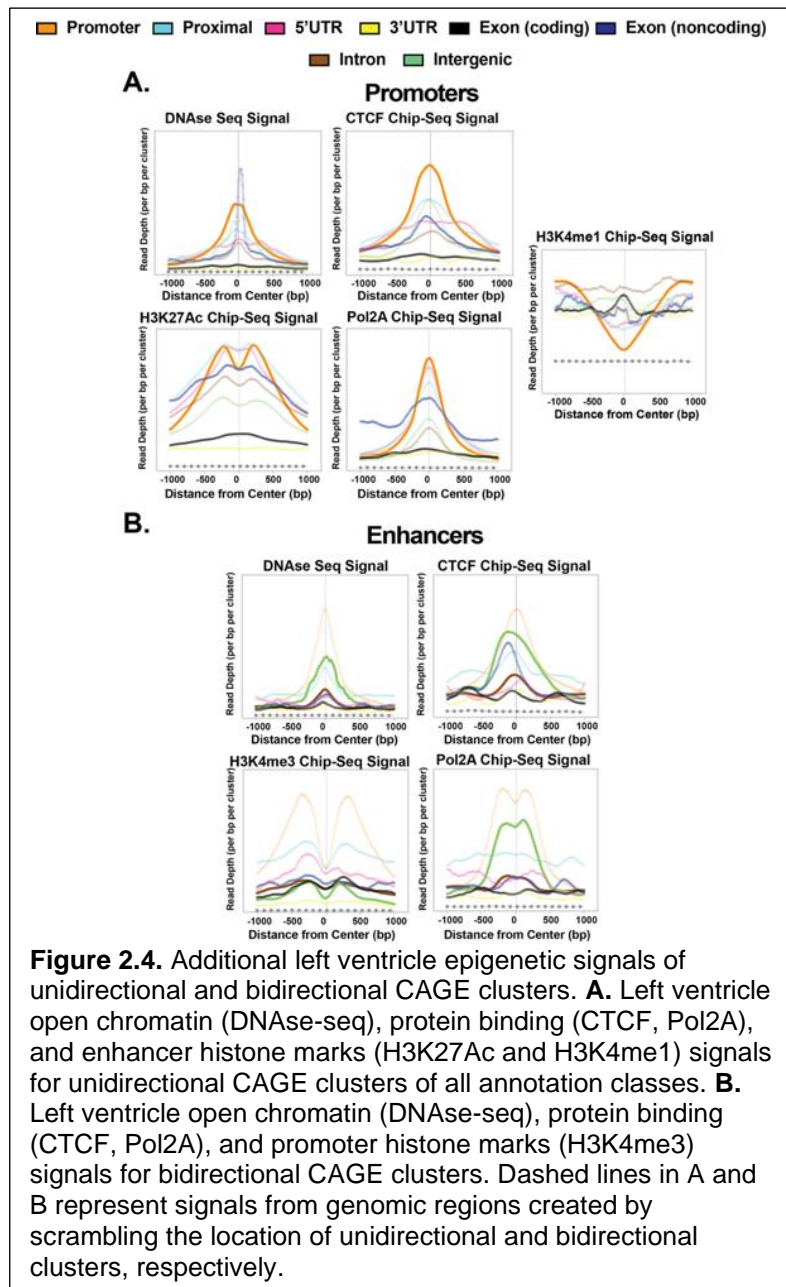 Promoter Proximal 5'UTR 3'UTR Exon (coding) Exon (noncoding)
Intron Intergenic
A.
Promoters
DNAse Seq Signal
CTCF Chip-Seq Signal
Read Depth (per bp per cluster)
-1000 -500 0 500 1000
Distance from Center (bp)
Read Depth (per bp per cluster)
-1000 -500 0 500 1000
Distance from Center (bp)
H3K4me1 Chip-Seq Signal
Read Depth (per bp per cluster)
-1000 -500 0 500 1000
Distance from Center (bp)
H3K27Ac Chip-Seq Signal
Pol2A Chip-Seq Signal
Read Depth (per bp per cluster)
-1000 -500 0 500 1000
Distance from Center (bp)
Read Depth (per bp per cluster)
-1000 -500 0 500 1000
Distance from Center (bp)
B.
Enhancers
DNAse Seq Signal
CTCF Chip-Seq Signal
Read Depth (per bp per cluster)
-1000 -500 0 500 1000
Distance from Center (bp)
Read Depth (per bp per cluster)
-1000 -500 0 500 1000
Distance from Center (bp)
H3K4me3 Chip-Seq Signal
Pol2A Chip-Seq Signal
Read Depth (per bp per cluster)
-1000 -500 0 500 1000
Distance from Center (bp)
Read Depth (per bp per cluster)
-1000 -500 0 500 1000
Distance from Center (bp)
Figure 2.4. Additional left ventricle epigenetic signals of
unidirectional and bidirectional CAGE clusters. A. Left ventricle
open chromatin (DNAse-seq), protein binding (CTCF, Pol2A),
and enhancer histone marks (H3K27Ac and H3K4me1) signals
for unidirectional CAGE clusters of all annotation classes. B.
Left ventricle open chromatin (DNAse-seq), protein binding
(CTCF, Pol2A), and promoter histone marks (H3K4me3)
signals for bidirectional CAGE clusters. Dashed lines in A and
B represent signals from genomic regions created by
scrambling the location of unidirectional and bidirectional
clusters, respectively.